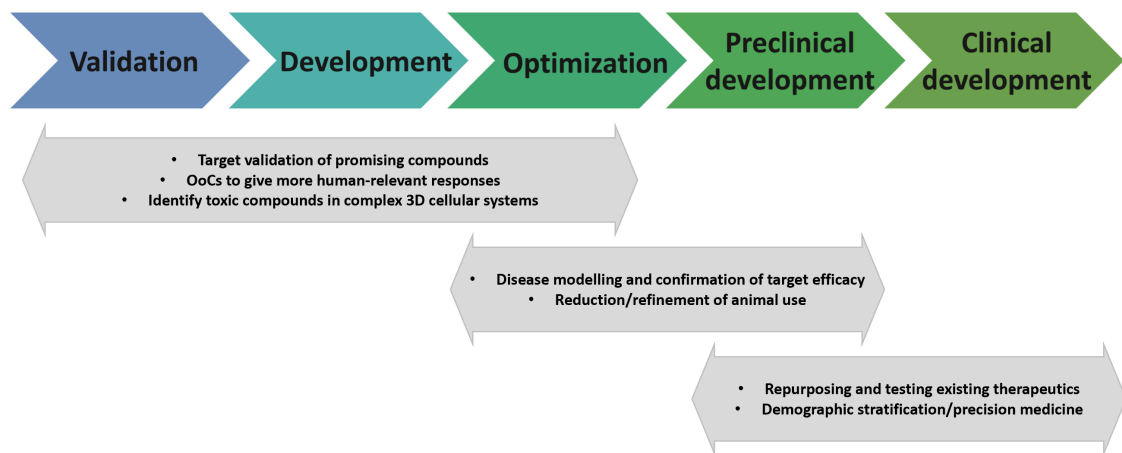 Validation
Development
Optimization
Preclinical
development
Clinical
development
• Target validation of promising compounds
• OoCs to give more human-relevant responses
• Identify toxic compounds in complex 3D cellular systems
• Disease modelling and confirmation of target efficacy
• Reduction/refinement of animal use
• Repurposing and testing existing therapeutics
• Demographic stratification/precision medicine